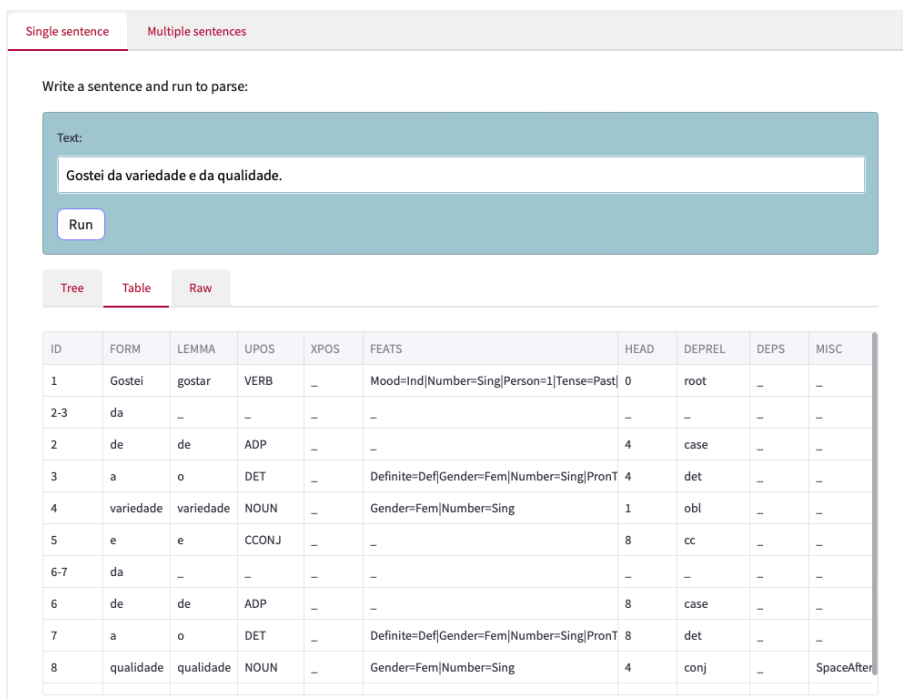 Single sentence Multiple sentences
Write a sentence and run to parse:
Text:
Gostei da variedade e da qualidade.
Run
Tree Table Raw
ID FORM LEMMA UPOS XPOS FEATS HEAD DEPREL DEPS MISC
1 Gostei gostar VERB _ Mood=Ind|Number=Sing|Person=1|Tense=Past| 0 root _ _
2-3 da _ _ _ _ _ _ _ _
2 de de ADP _ _ 4 case _ _
3 a o DET _ Definite=Def|Gender=Fem|Number=Sing|PronT 4 det _ _
4 variedade variedade NOUN _ Gender=Fem|Number=Sing 1 obl _ _
5 e e CCONJ _ _ 8 cc _ _
6-7 da _ _ _ _ _ _ _ _
6 de de ADP _ _ 8 case _ _
7 a o DET _ Definite=Def|Gender=Fem|Number=Sing|PronT 8 det _ _
8 qualidade qualidade NOUN _ Gender=Fem|Number=Sing 4 conj _ SpaceAfter